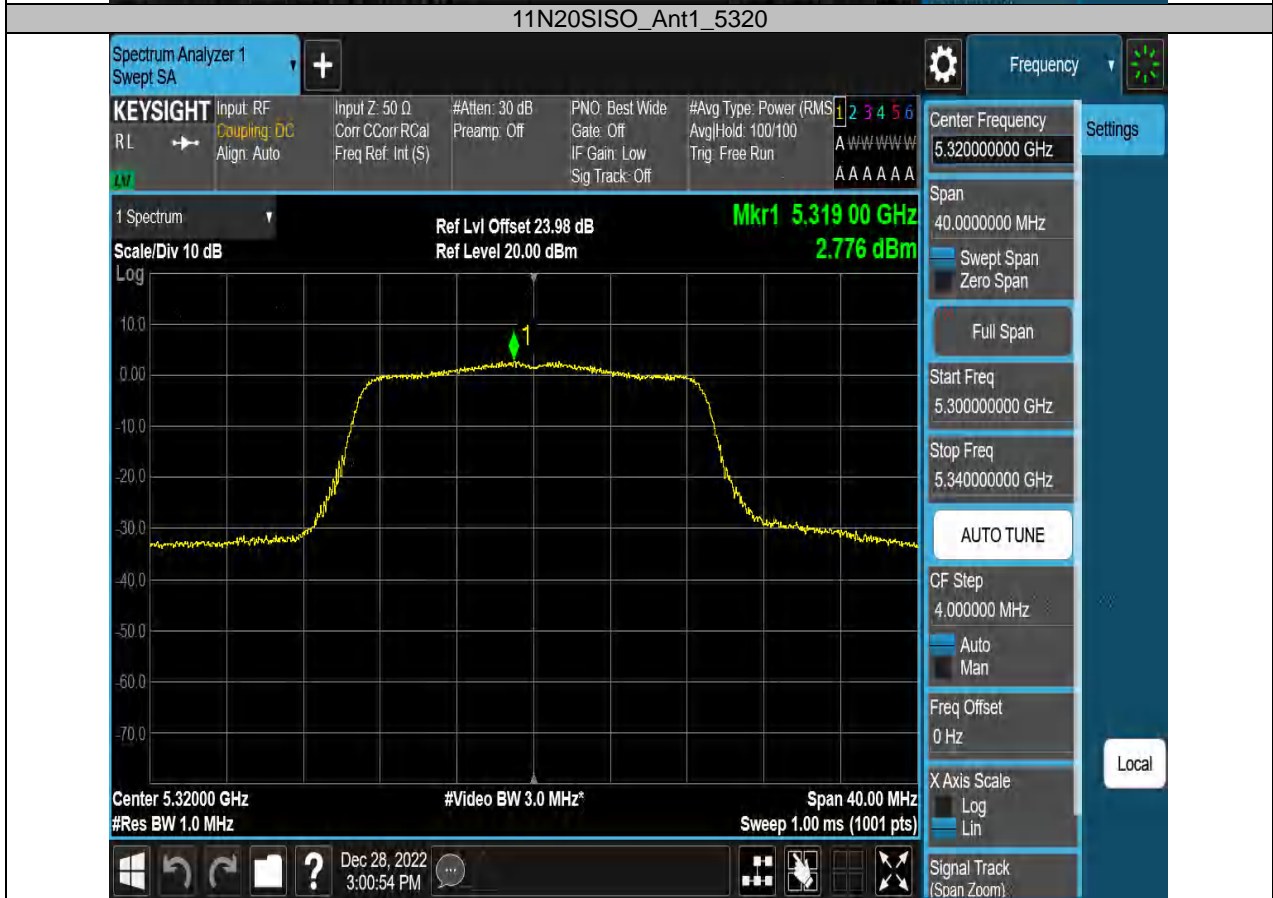 11N20SISO_Ant1_5320
Spectrum Analyzer 1
Swept SA
Frequency
KEYSIGHT
RL
Input: RF
Coupling: DC
Align: Auto
Input Z: 50 Ω
Corr CCorr RCal
Freq Ref: Int (S)
#Atten: 30 dB
Preamp: Off
PNO: Best Wide
Gate: Off
IF Gain: Low
Sig Track: Off
#Avg Type: Power (RMS
Avg|Hold: 100/100
Trig: Free Run
1 2 3 4 5 6
A W W W W W
A A A A A A
1 Spectrum
Scale/Div 10 dB
Ref Lvl Offset 23.98 dB
Ref Level 20.00 dBm
Mkr1 5.319 00 GHz
2.776 dBm
Log
10.0
0.00
-10.0
-20.0
-30.0
-40.0
-50.0
-60.0
-70.0
1
Center 5.32000 GHz
#Res BW 1.0 MHz
#Video BW 3.0 MHz*
Span 40.00 MHz
Sweep 1.00 ms (1001 pts)
Center Frequency
5.320000000 GHz
Settings
Span
40.0000000 MHz
Swept Span
Zero Span
Full Span
Start Freq
5.300000000 GHz
Stop Freq
5.340000000 GHz
AUTO TUNE
CF Step
4.000000 MHz
Auto
Man
Freq Offset
0 Hz
X Axis Scale
Log
Lin
Local
Signal Track
(Span Zoom)
?
Dec 28, 2022
3:00:54 PM